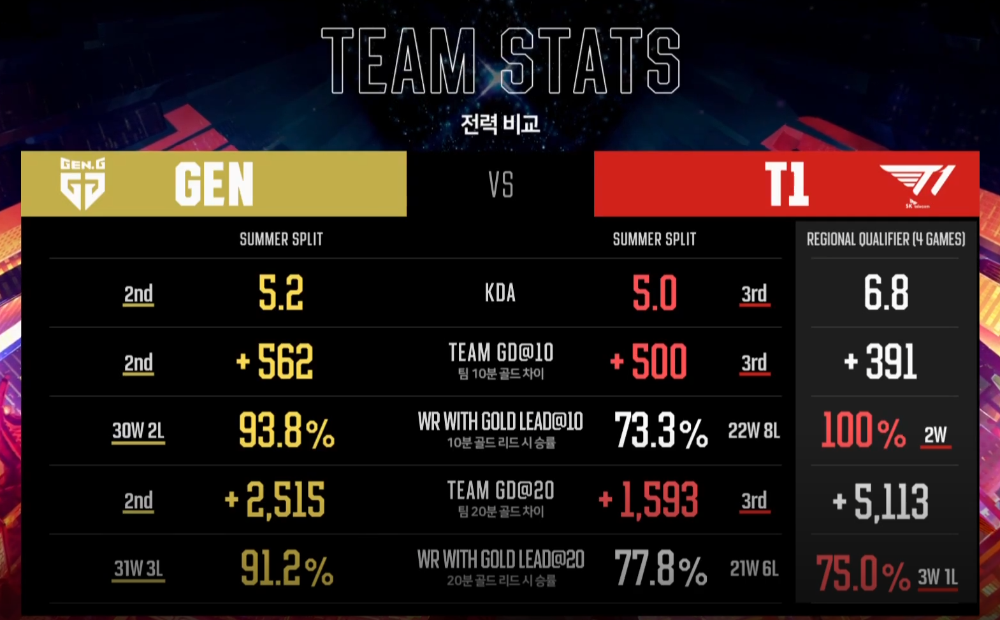 TEAM STATS
전력 비교
GEN.G
GEN
VS
T1
T1
SK telecom
SUMMER SPLIT
SUMMER SPLIT
REGIONAL QUALIFIER (4 GAMES)
2nd 5.2 KDA 5.0 3rd 6.8
2nd + 562 TEAM GD@10 + 500 3rd + 391
팀 10분 골드 차이
30W 2L 93.8% WR WITH GOLD LEAD@10 73.3% 22W 8L 100% 2W
10분 골드 리드 시 승률
2nd + 2,515 TEAM GD@20 + 1,593 3rd + 5,113
팀 20분 골드 차이
31W 3L 91.2% WR WITH GOLD LEAD@20 77.8% 21W 6L 75.0% 3W 1L
20분 골드 리드 시 승률